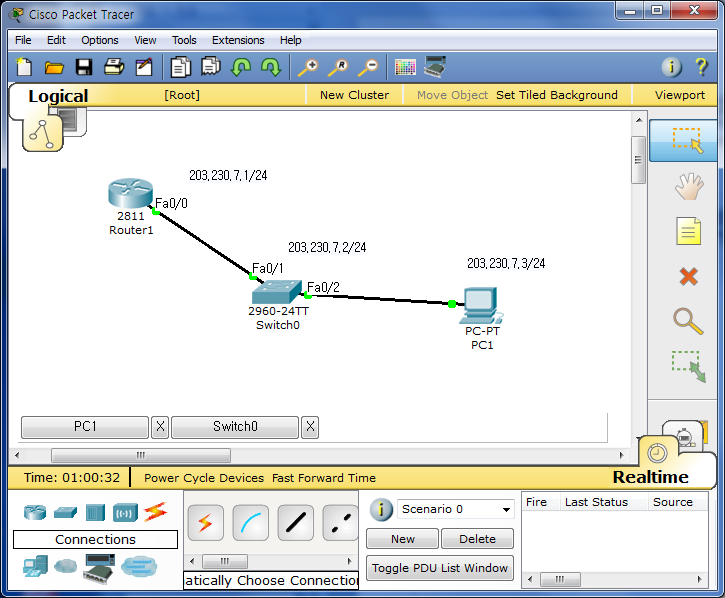 Cisco Packet Tracer
File Edit Options View Tools Extensions Help
Logical [Root] New Cluster Move Object Set Tiled Background Viewport
203,230,7,1/24
Fa0/0
2811
Router1
203,230,7,2/24
Fa0/1
203,230,7,3/24
Fa0/2
2960-24TT
Switch0
PC-PT
PC1
PC1 X Switch0 X
Time: 01:00:32 Power Cycle Devices Fast Forward Time Realtime
Connections
atically Choose Connection
Scenario 0
New Delete
Toggle PDU List Window
Fire Last Status Source